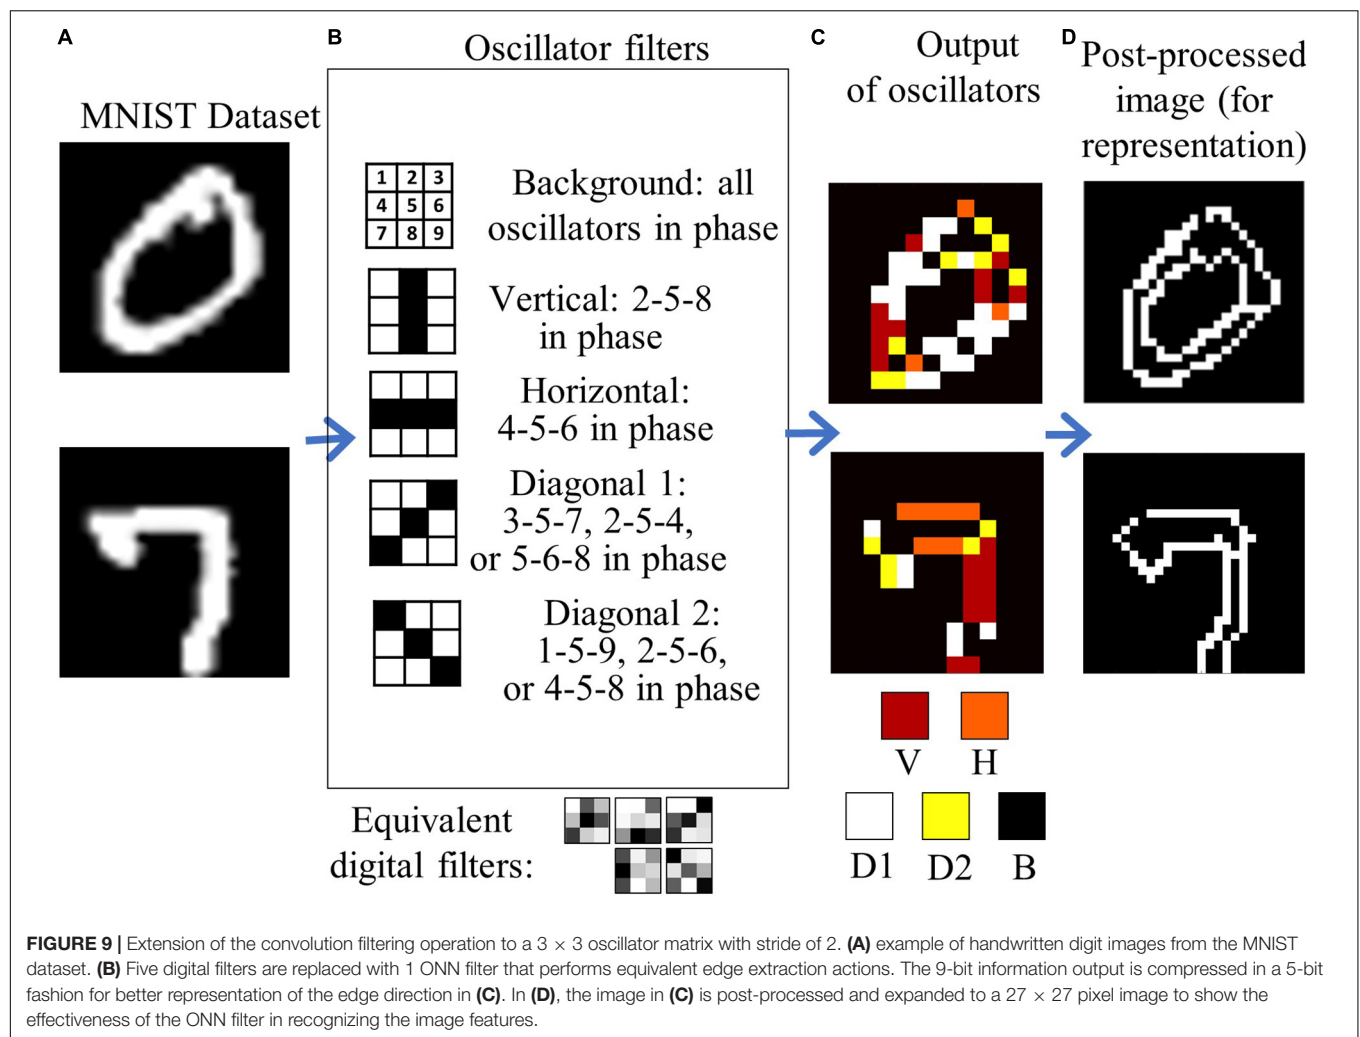 A
B
C
D
MNIST Dataset
Oscillator filters
1 2 3
4 5 6
7 8 9
Background: all
oscillators in phase
Vertical: 2-5-8
in phase
Horizontal:
4-5-6 in phase
Diagonal 1:
3-5-7, 2-5-4,
or 5-6-8 in phase
Diagonal 2:
1-5-9, 2-5-6,
or 4-5-8 in phase
Equivalent
digital filters:
Output
of oscillators
V
H
D1
D2
B
Post-processed
image (for
representation)
FIGURE 9 | Extension of the convolution filtering operation to a 3 × 3 oscillator matrix with stride of 2. (A) example of handwritten digit images from the MNIST
dataset. (B) Five digital filters are replaced with 1 ONN filter that performs equivalent edge extraction actions. The 9-bit information output is compressed in a 5-bit
fashion for better representation of the edge direction in (C). In (D), the image in (C) is post-processed and expanded to a 27 × 27 pixel image to show the
effectiveness of the ONN filter in recognizing the image features.